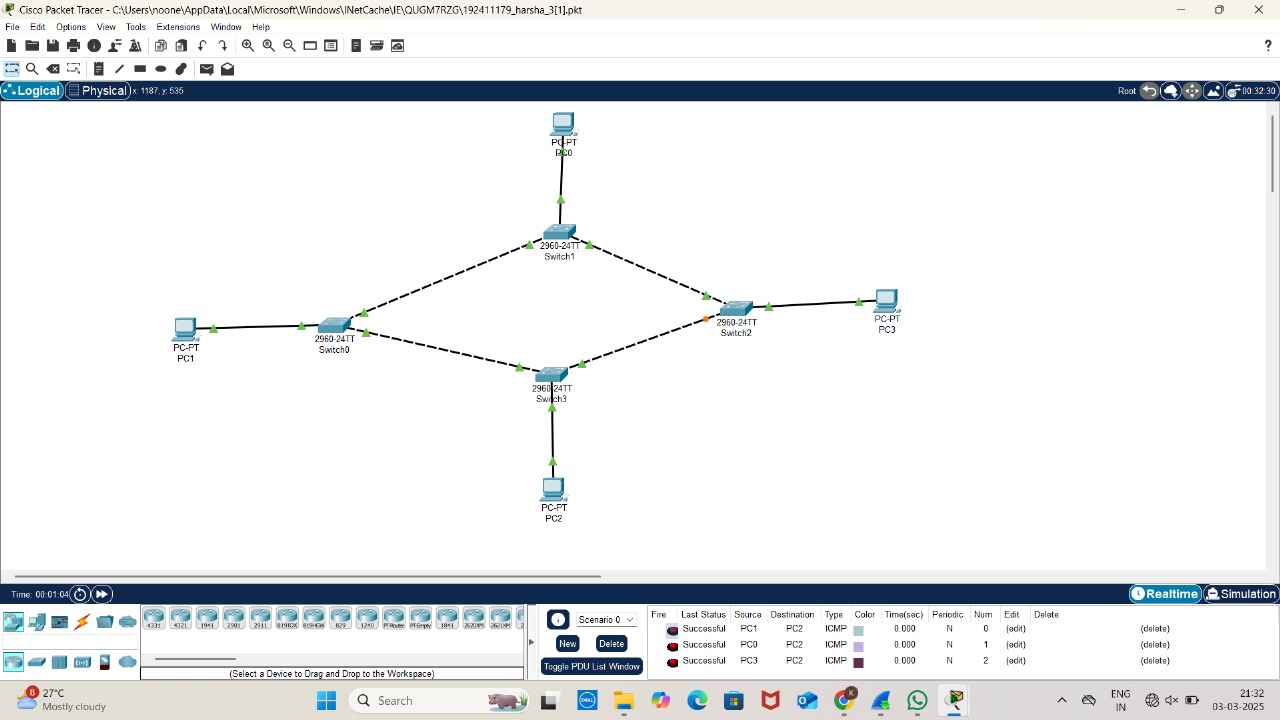 Cisco Packet Tracer - C:\Users\noone\AppData\Local\Microsoft\Windows\INetCache\IE\QUGM7RZG\192411179_harsha_3[1].pkt
File Edit Options View Tools Extensions Window Help
?
Logical Physical x: 1187, y: 535 Root 00:32:30
PC-PT
PC0
2960-24TT
Switch1
2960-24TT
Switch2
PC-PT
PC3
2960-24TT
Switch0
PC-PT
PC1
2960-24TT
Switch3
PC-PT
PC2
Time: 00:01:04 Realtime Simulation
4331 4321 1941 2901 2911 819IOX 819HGW 829 1240 PT-Router PT-Empty 1841 2620XM 2621XM 2
Scenario 0
New Delete
Toggle PDU List Window
(Select a Device to Drag and Drop to the Workspace)
Fire Last Status Source Destination Type Color Time(sec) Periodic Num Edit Delete
Successful PC1 PC2 ICMP 0.000 N 0 (edit) (delete)
Successful PC0 PC2 ICMP 0.000 N 1 (edit) (delete)
Successful PC3 PC2 ICMP 0.000 N 2 (edit) (delete)
8 27°C
Mostly cloudy
Search
DELL
K
ENG
IN
21:32
03-03-2025